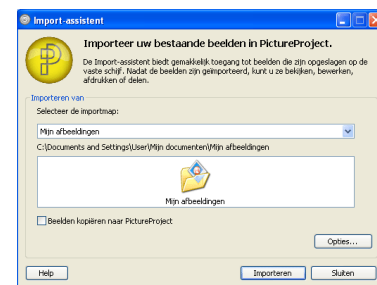 Import-assistent
Importeer uw bestaande beelden in PictureProject.
De Import-assistent biedt gemakkelijk toegang tot beelden die zijn opgeslagen op de
vaste schijf. Nadat de beelden zijn geïmporteerd, kunt u ze bekijken, bewerken,
afdrukken of delen.
Importeren van
Selecteer de importmap:
Mijn afbeeldingen
C:\Documents and Settings\User\Mijn documenten\Mijn afbeeldingen
Mijn afbeeldingen
Beelden kopiëren naar PictureProject
Opties...
Help
Importeren
Sluiten